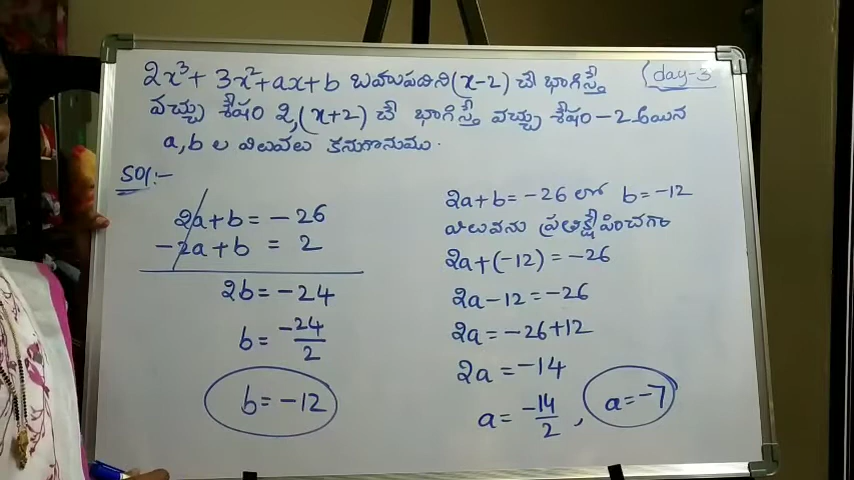 2x³ + 3x² + ax + b బహుపదిని (x-2) చే భాగిస్తే
(day-3
వచ్చు శేషం 2, (x+2) చే భాగిస్తే వచ్చు శేషం -2 అయిన
a, b ల విలువలు కనుగొనుము.
Sol:-
2a+b = -26
-2a+b = 2
2b = -24
b = -24/2
b = -12
2a+b = -26 లో b = -12
విలువను ప్రతిక్షేపించగా
2a+(-12) = -26
2a-12 = -26
2a = -26+12
2a = -14
a = -14/2 , a = -7